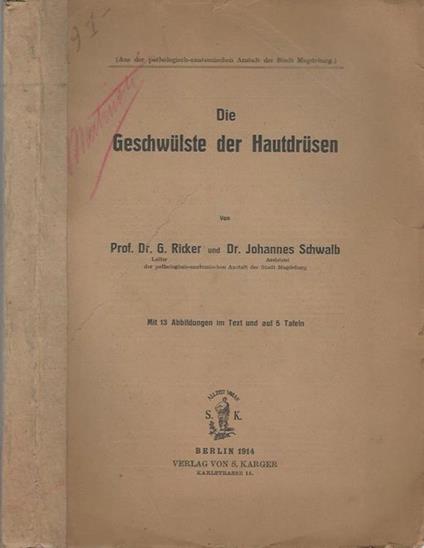 (Aus der pathologisch-anatomischen Anstalt der Stadt Magdeburg.)
Die
Geschwülste der Hautdrüsen
Von
Prof. Dr. G. Ricker und Dr. Johannes Schwalb
Leiter Assistent
der pathologisch-anatomischen Anstalt der Stadt Magdeburg
Mit 13 Abbildungen im Text und auf 5 Tafeln
S. K.
BERLIN 1914
VERLAG VON S. KARGER
KARLSTRASSE 15.